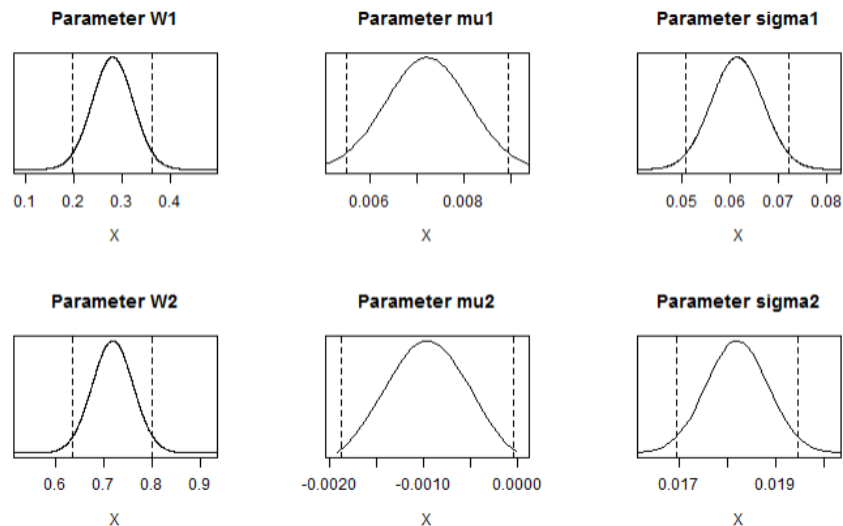 Parameter W1
Parameter mu1
Parameter sigma1
0.1 0.2 0.3 0.4
0.006 0.008
0.05 0.06 0.07 0.08
X
X
X
Parameter W2
Parameter mu2
Parameter sigma2
0.6 0.7 0.8 0.9
-0.0020 -0.0010 0.0000
0.017 0.019
X
X
X